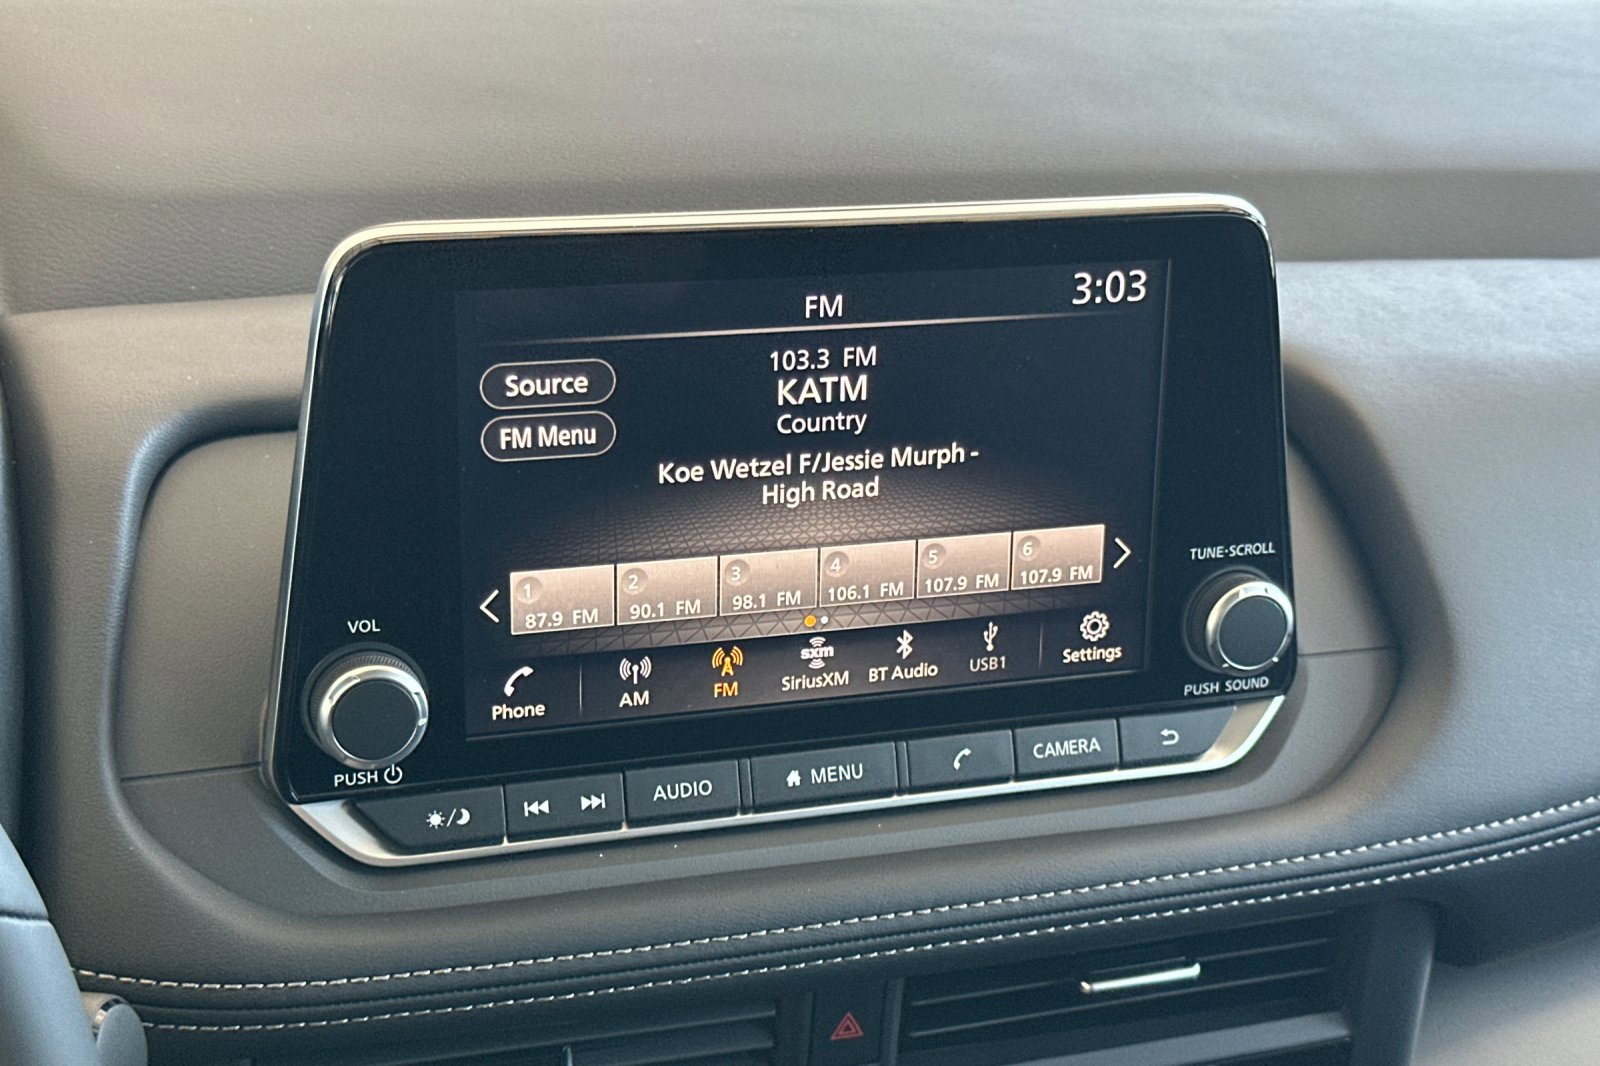 FM
3:03
Source
FM Menu
103.3 FM
KATM
Country
Koe Wetzel F/Jessie Murph -
High Road
1
87.9 FM
2
90.1 FM
3
98.1 FM
4
106.1 FM
5
107.9 FM
6
107.9 FM
Phone
AM
FM
sxm
SiriusXM
BT Audio
USB1
Settings
VOL
PUSH
TUNE·SCROLL
PUSH SOUND
AUDIO
MENU
CAMERA